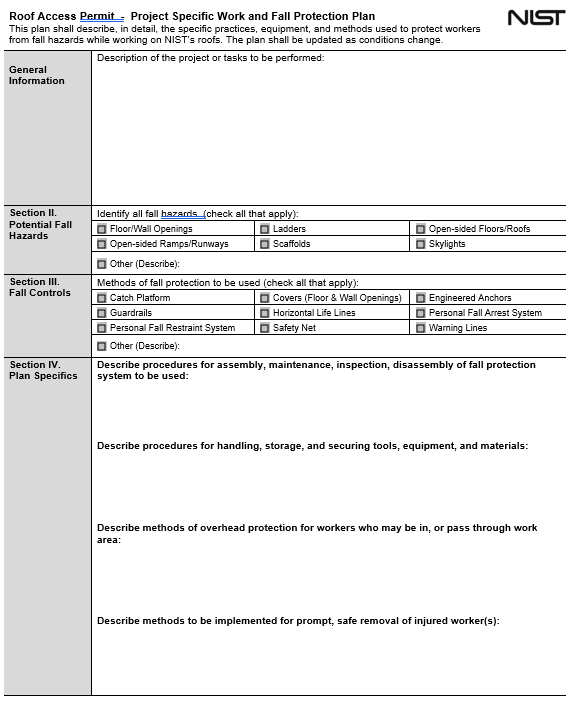 Roof Access Permit - Project Specific Work and Fall Protection Plan
NIST
This plan shall describe, in detail, the specific practices, equipment, and methods used to protect workers
from fall hazards while working on NIST's roofs. The plan shall be updated as conditions change.
General
Information
Description of the project or tasks to be performed:
Section II.
Potential Fall
Hazards
Identify all fall hazards (check all that apply):
Floor/Wall Openings
Ladders
Open-sided Floors/Roofs
Open-sided Ramps/Runways
Scaffolds
Skylights
Other (Describe):
Section III.
Fall Controls
Methods of fall protection to be used (check all that apply):
Catch Platform
Covers (Floor & Wall Openings)
Engineered Anchors
Guardrails
Horizontal Life Lines
Personal Fall Arrest System
Personal Fall Restraint System
Safety Net
Warning Lines
Other (Describe):
Section IV.
Plan Specifics
Describe procedures for assembly, maintenance, inspection, disassembly of fall protection
system to be used:
Describe procedures for handling, storage, and securing tools, equipment, and materials:
Describe methods of overhead protection for workers who may be in, or pass through work
area:
Describe methods to be implemented for prompt, safe removal of injured worker(s):